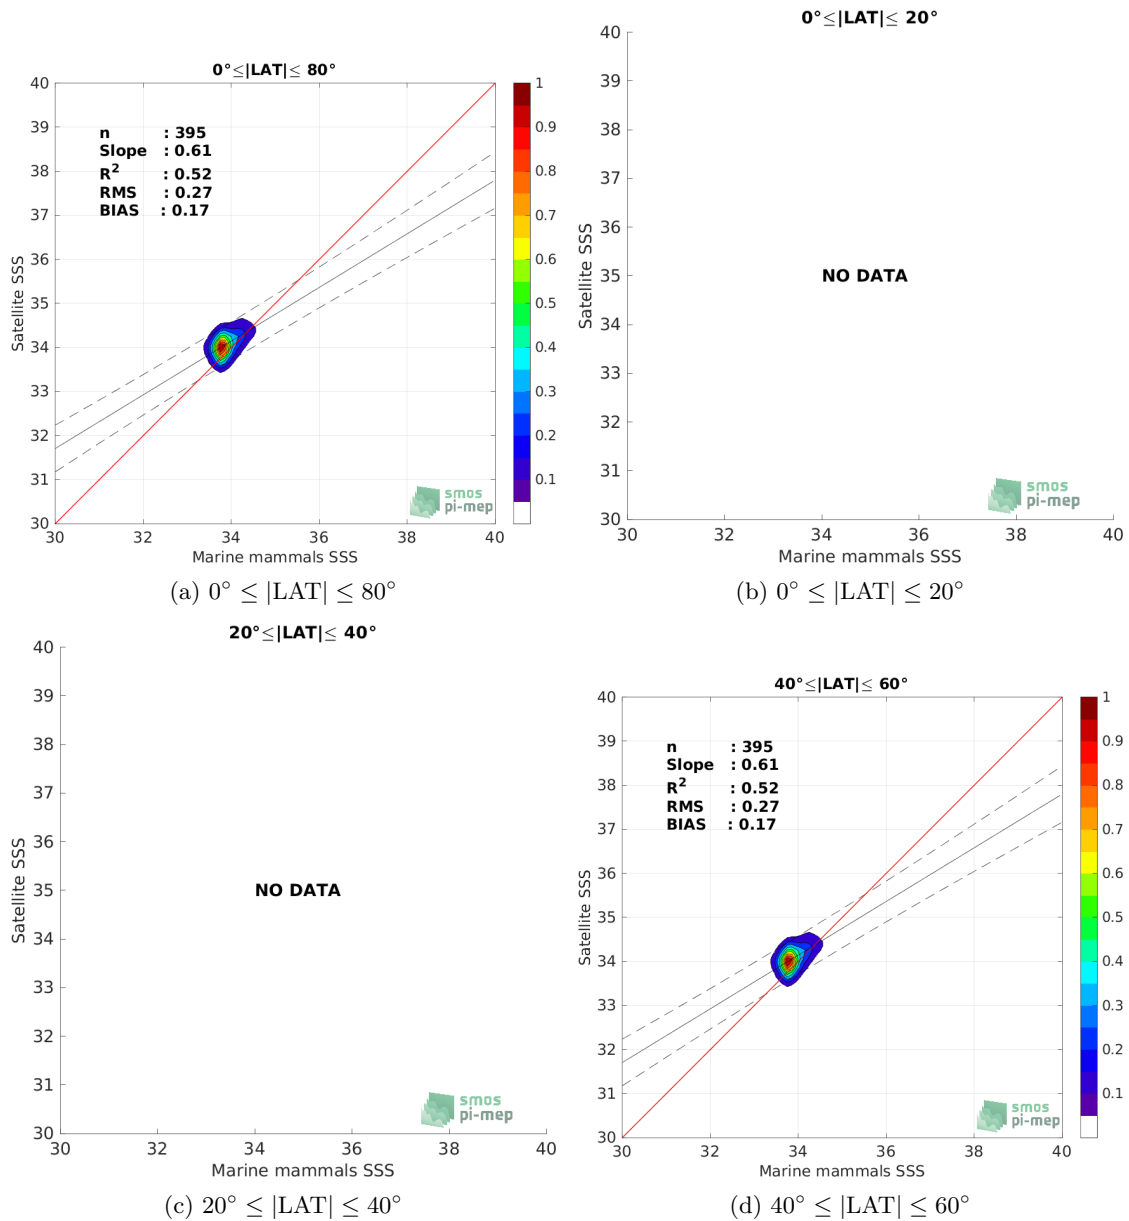 0°≤|LAT|≤ 80°
40
39
38
37
36
35
34
33
32
31
30
n : 395
Slope : 0.61
R² : 0.52
RMS : 0.27
BIAS : 0.17
1
0.9
0.8
0.7
0.6
0.5
0.4
0.3
0.2
0.1
Satellite SSS
smos
pi-mep
30 32 34 36 38 40
Marine mammals SSS
(a) 0° ≤ |LAT| ≤ 80°
0°≤|LAT|≤ 20°
40
39
38
37
36
35
34
33
32
31
30
Satellite SSS
NO DATA
smos
pi-mep
30 32 34 36 38 40
Marine mammals SSS
(b) 0° ≤ |LAT| ≤ 20°
20°≤|LAT|≤ 40°
40
39
38
37
36
35
34
33
32
31
30
Satellite SSS
NO DATA
smos
pi-mep
30 32 34 36 38 40
Marine mammals SSS
(c) 20° ≤ |LAT| ≤ 40°
40°≤|LAT|≤ 60°
40
39
38
37
36
35
34
33
32
31
30
n : 395
Slope : 0.61
R² : 0.52
RMS : 0.27
BIAS : 0.17
1
0.9
0.8
0.7
0.6
0.5
0.4
0.3
0.2
0.1
Satellite SSS
smos
pi-mep
30 32 34 36 38 40
Marine mammals SSS
(d) 40° ≤ |LAT| ≤ 60°